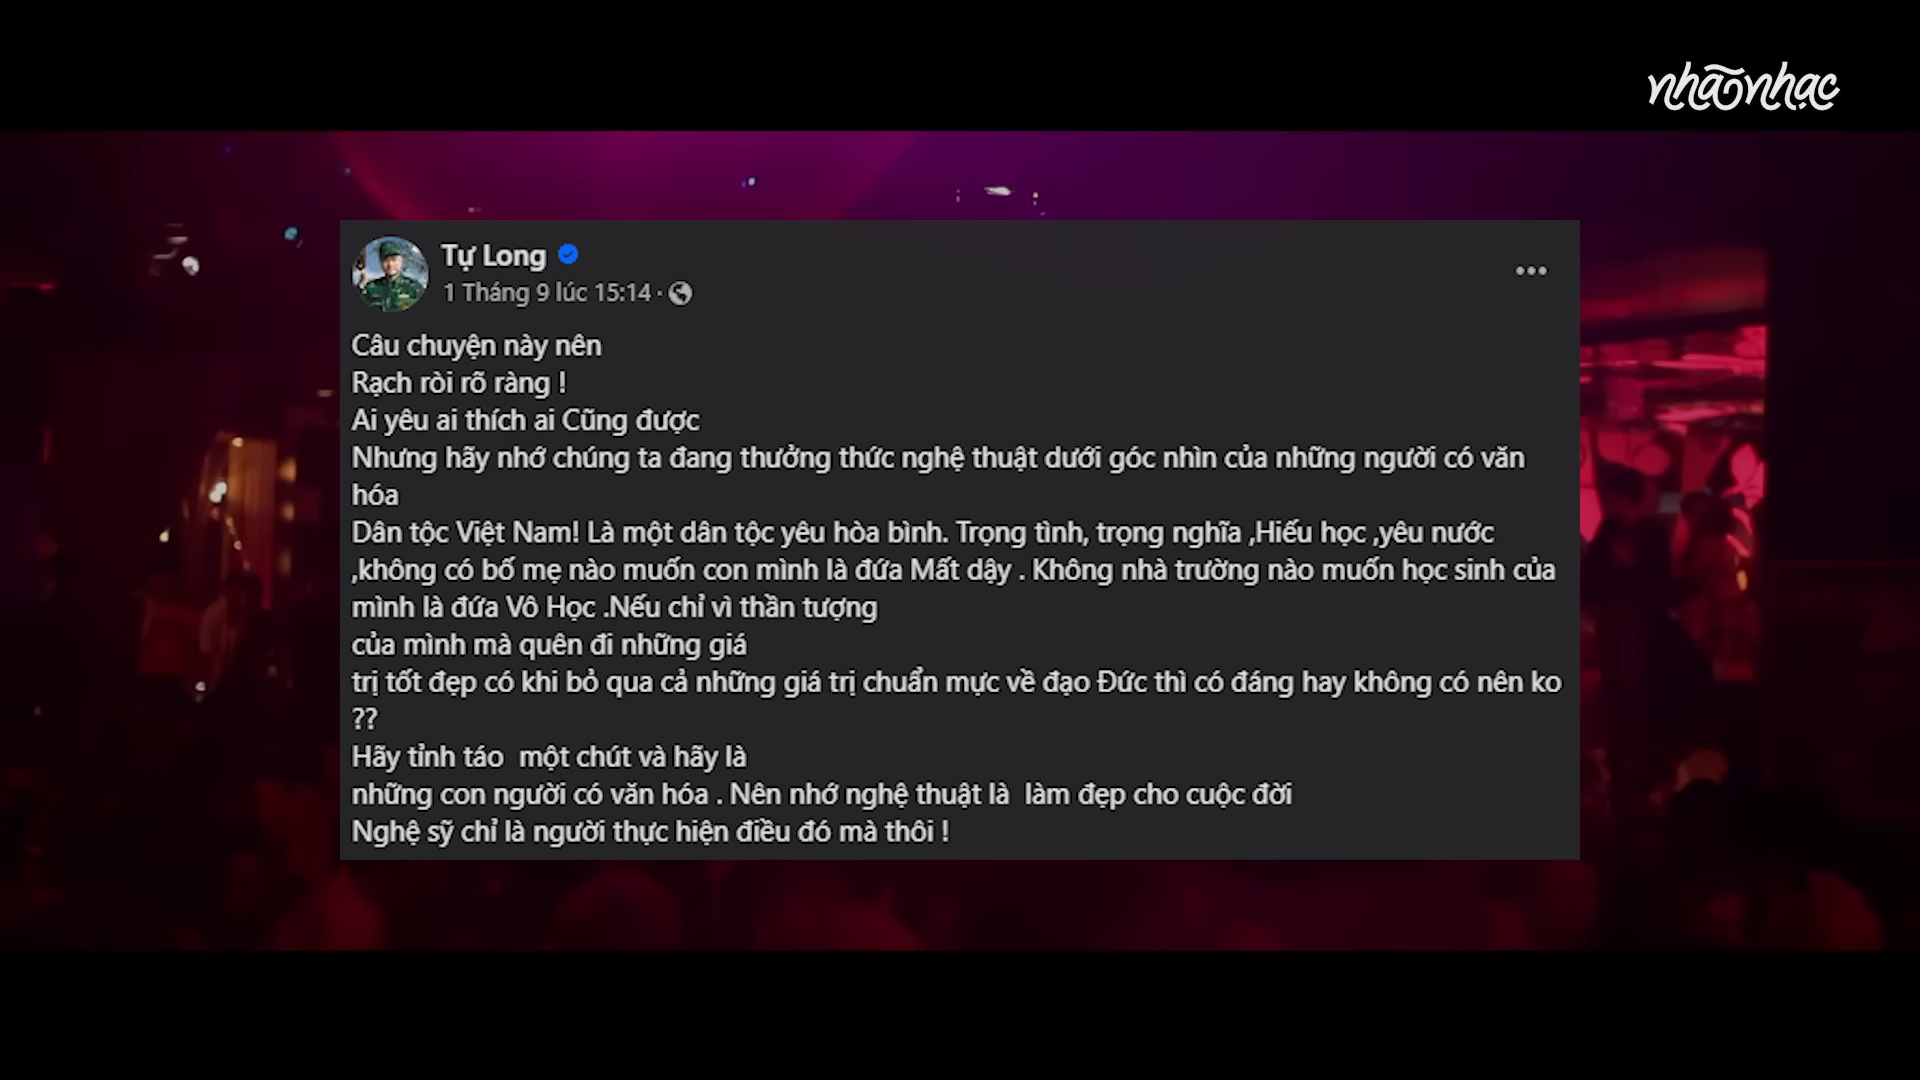 nhãonhạc
Tự Long
1 Tháng 9 lúc 15:14 ·
Câu chuyện này nên
Rạch ròi rõ ràng !
Ai yêu ai thích ai Cũng được
Nhưng hãy nhớ chúng ta đang thưởng thức nghệ thuật dưới góc nhìn của những người có văn
hóa
Dân tộc Việt Nam! Là một dân tộc yêu hòa bình. Trọng tình, trọng nghĩa ,Hiếu học ,yêu nước
,không có bố mẹ nào muốn con mình là đứa Mất dậy . Không nhà trường nào muốn học sinh của
mình là đứa Vô Học .Nếu chỉ vì thần tượng
của mình mà quên đi những giá
trị tốt đẹp có khi bỏ qua cả những giá trị chuẩn mực về đạo Đức thì có đáng hay không có nên ko
??
Hãy tỉnh táo  một chút và hãy là
những con người có văn hóa . Nên nhớ nghệ thuật là  làm đẹp cho cuộc đời
Nghệ sỹ chỉ là người thực hiện điều đó mà thôi !